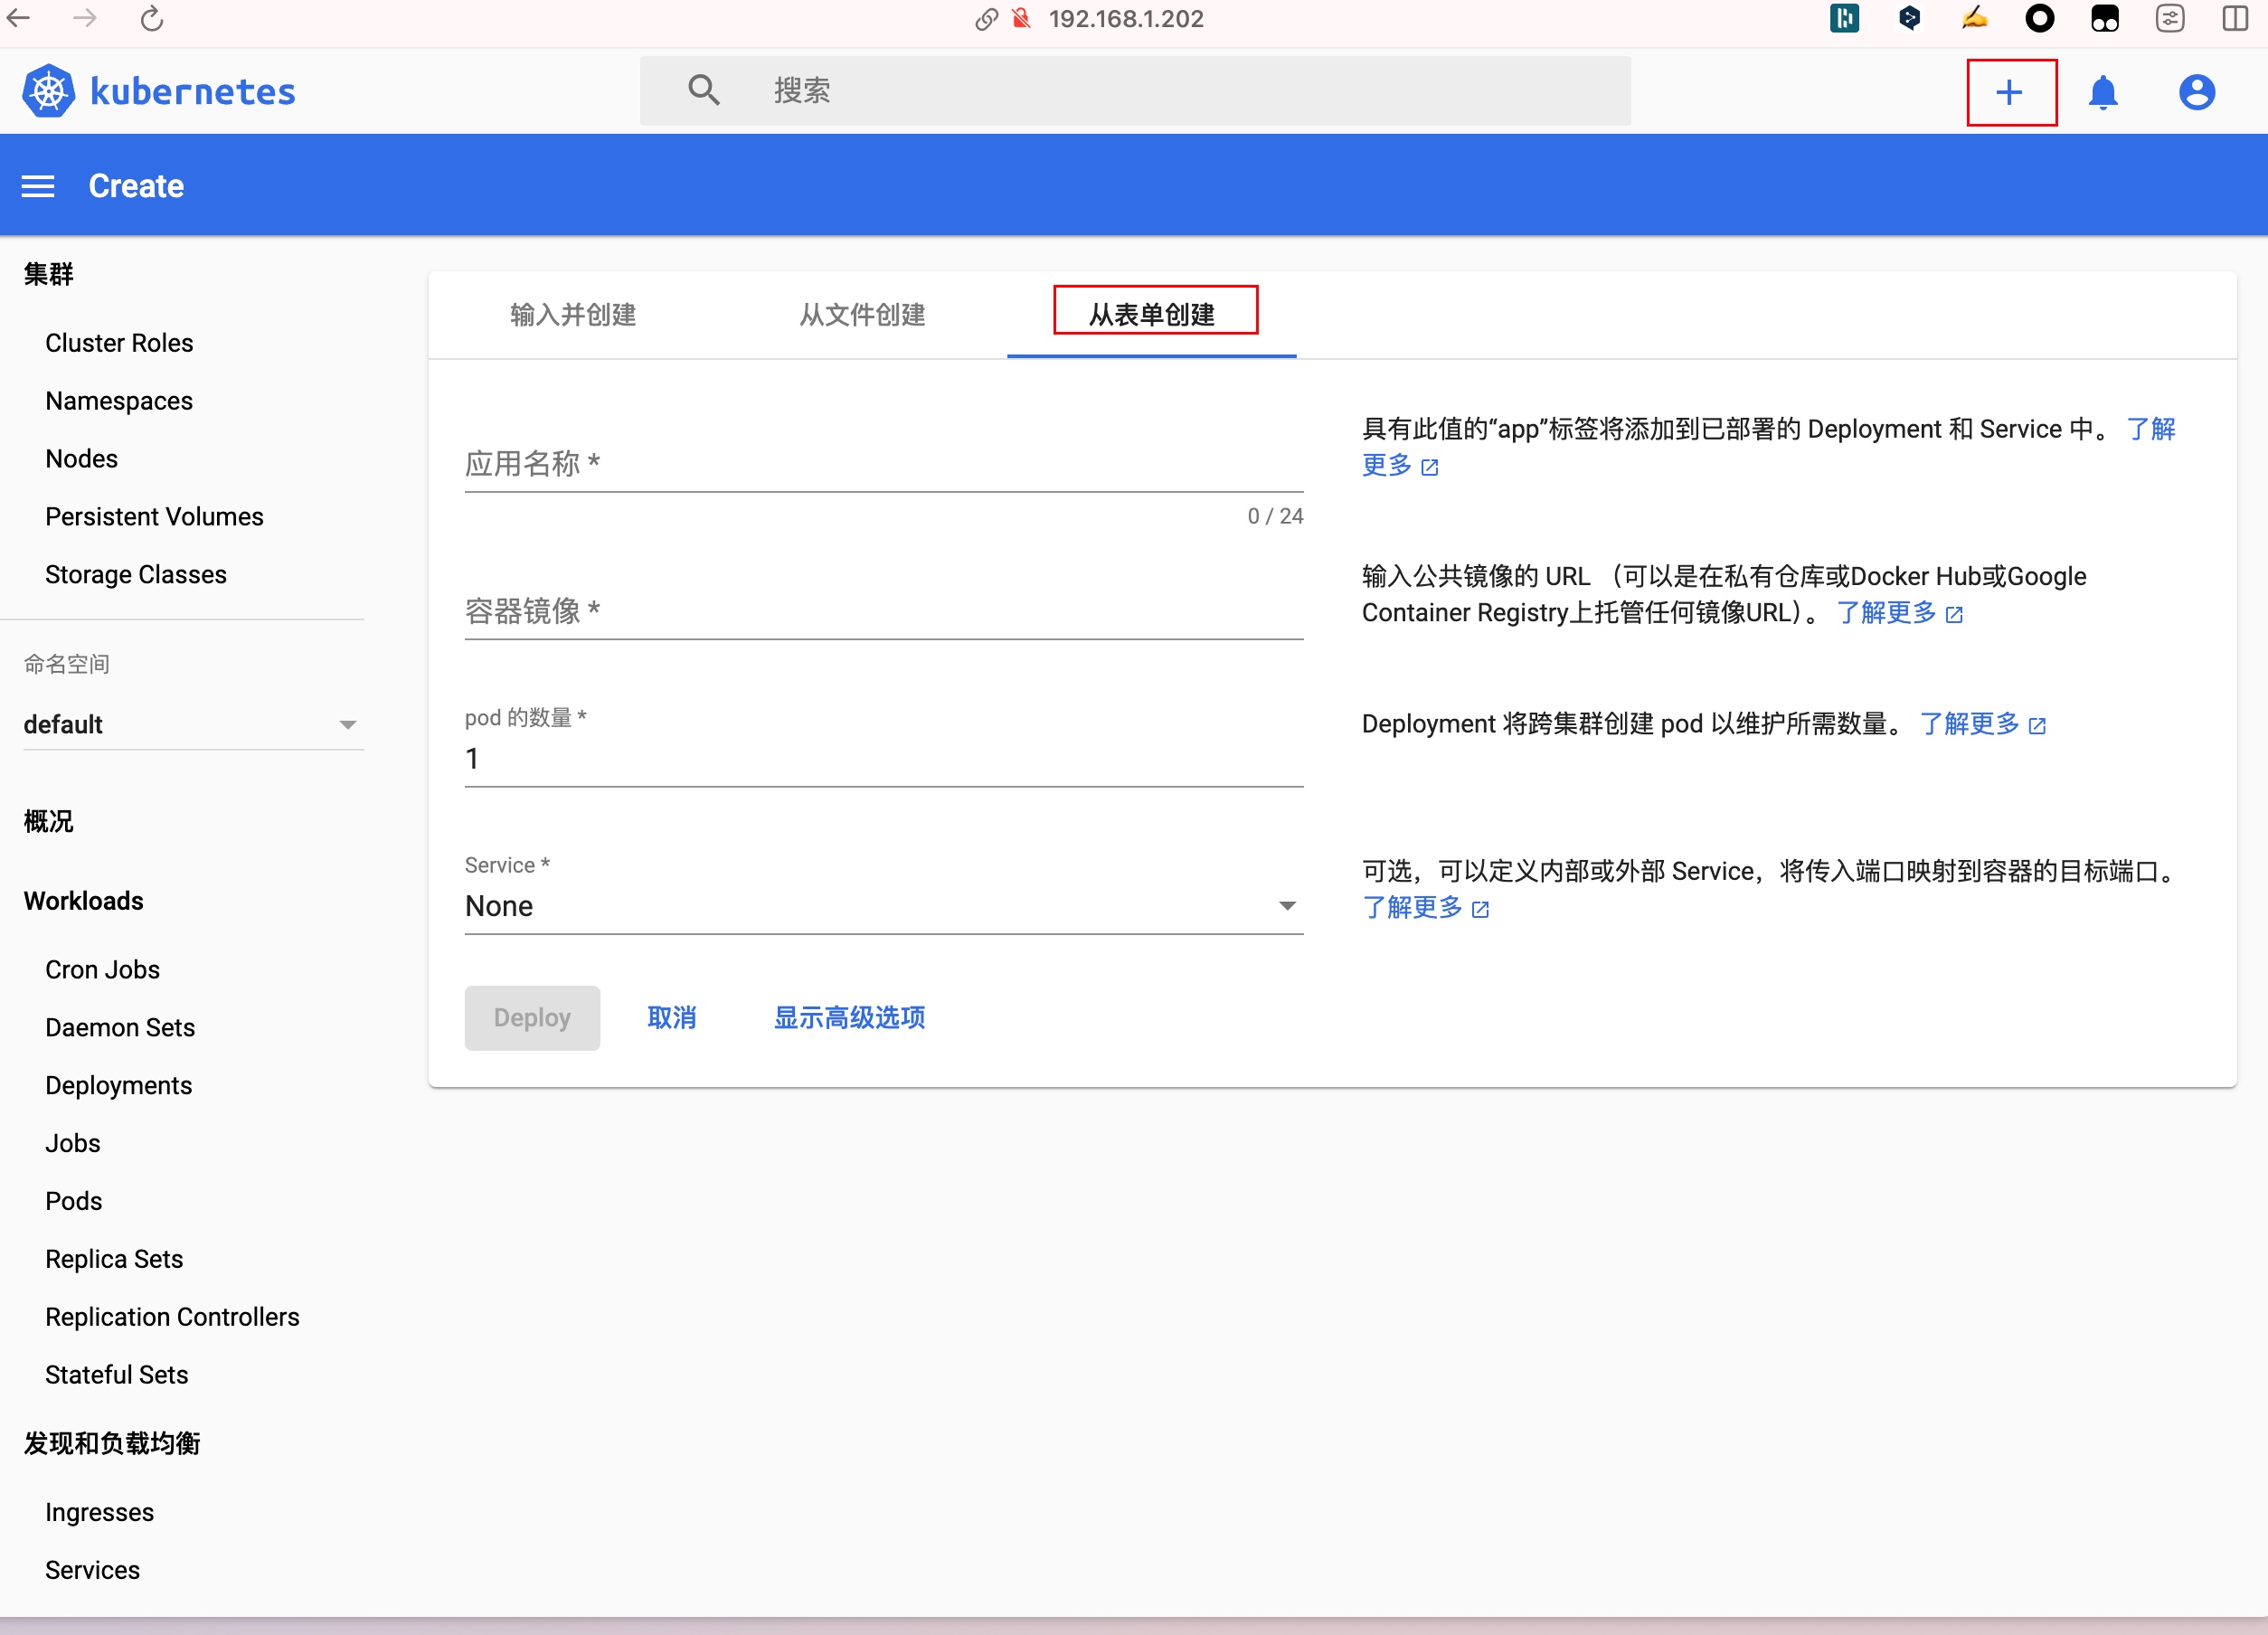 192.168.1.202
kubernetes
搜索
Create
集群
Cluster Roles
Namespaces
Nodes
Persistent Volumes
Storage Classes
命名空间
default
概况
Workloads
Cron Jobs
Daemon Sets
Deployments
Jobs
Pods
Replica Sets
Replication Controllers
Stateful Sets
发现和负载均衡
Ingresses
Services
输入并创建
从文件创建
从表单创建
应用名称 *
0 / 24
具有此值的“app”标签将添加到已部署的 Deployment 和 Service 中。 了解
更多
容器镜像 *
输入公共镜像的 URL （可以是在私有仓库或Docker Hub或Google
Container Registry上托管任何镜像URL）。 了解更多
pod 的数量 *
1
Deployment 将跨集群创建 pod 以维护所需数量。 了解更多
Service *
None
可选，可以定义内部或外部 Service，将传入端口映射到容器的目标端口。
了解更多
Deploy
取消
显示高级选项